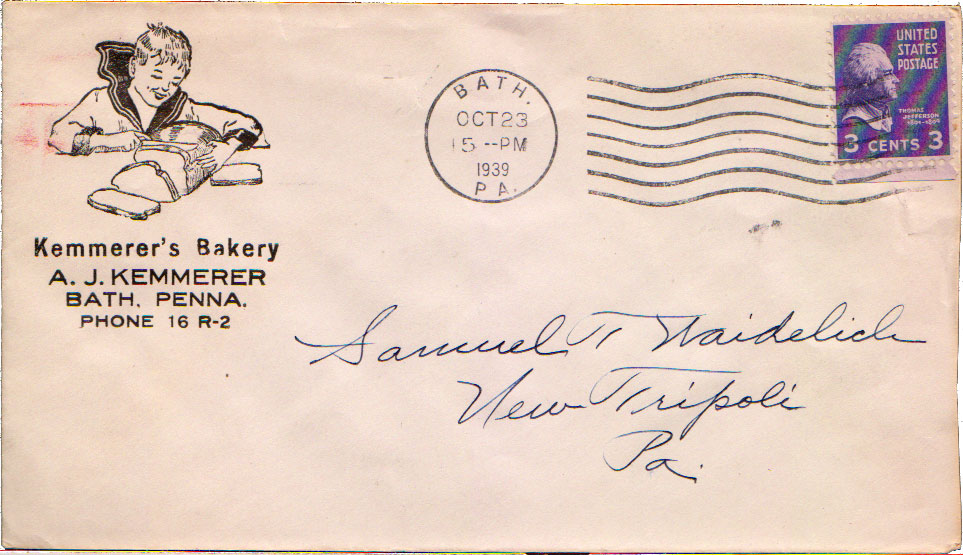 Kemmerer's Bakery
A. J. KEMMERER
BATH, PENNA.
PHONE 16 R-2
BATH.
OCT 23
5 -- PM
1939
PA.
UNITED
STATES
POSTAGE
THOMAS
JEFFERSON
3 CENTS 3
Samuel T Waidelich
New Tripoli
Pa.